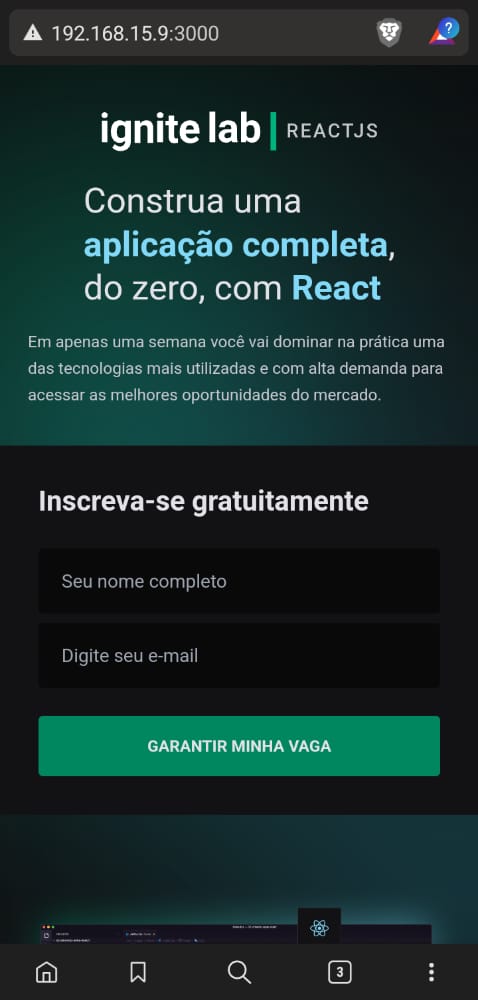 192.168.15.9:3000
?
ignite lab | REACTJS
Construa uma
aplicação completa,
do zero, com React
Em apenas uma semana você vai dominar na prática uma
das tecnologias mais utilizadas e com alta demanda para
acessar as melhores oportunidades do mercado.
Inscreva-se gratuitamente
Seu nome completo
Digite seu e-mail
GARANTIR MINHA VAGA
3